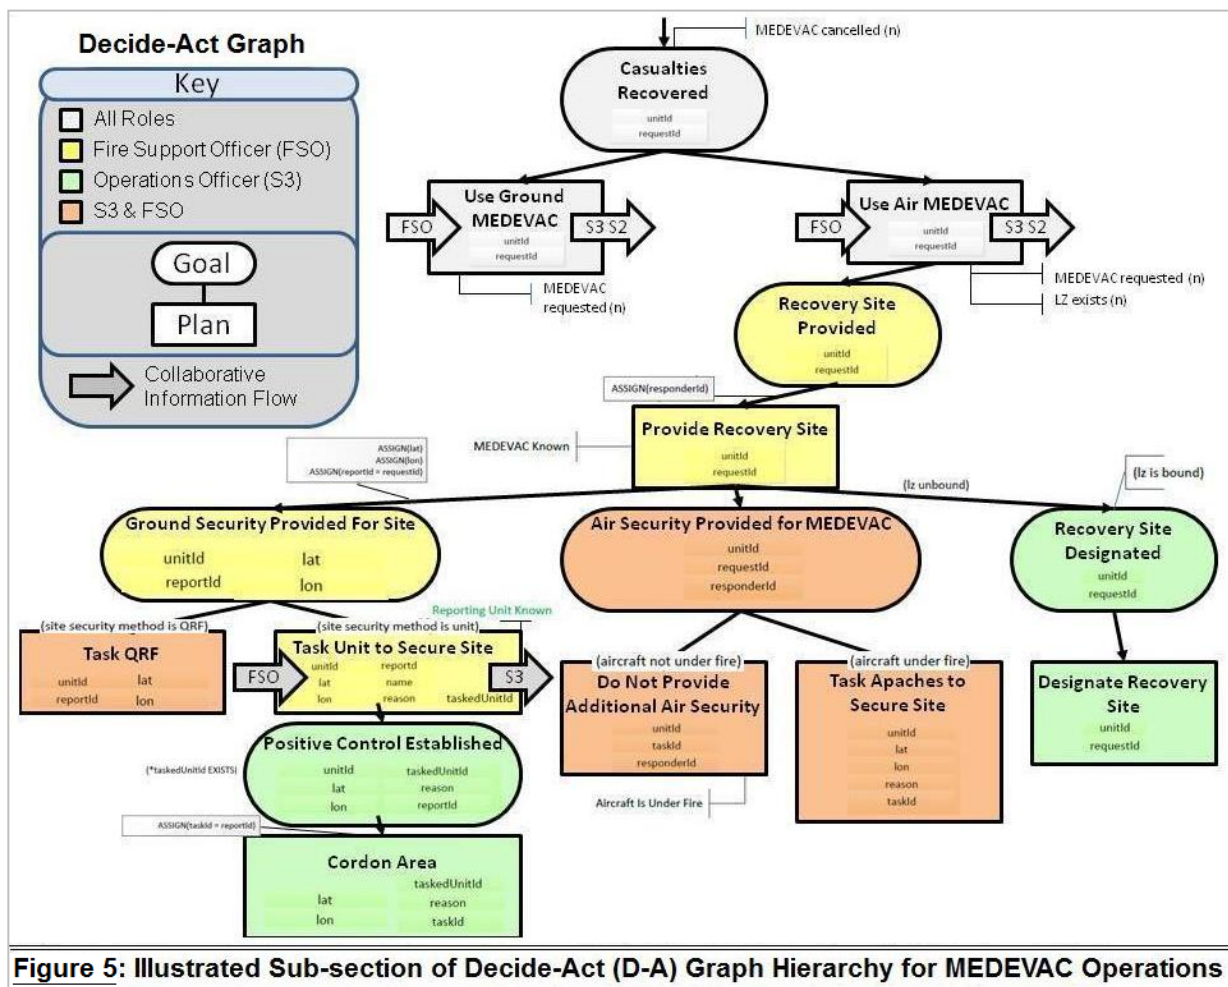 Decide-Act Graph
Key
All Roles
Fire Support Officer (FSO)
Operations Officer (S3)
S3 & FSO
Goal
Plan
Collaborative
Information Flow
MEDEVAC cancelled (n)
Casualties
Recovered
unitId
requestId
FSO
Use Ground
MEDEVAC
unitId
requestId
S3 S2
MEDEVAC
requested (n)
FSO
Use Air MEDEVAC
unitId
requestId
S3 S2
MEDEVAC requested (n)
LZ exists (n)
Recovery Site
Provided
unitId
requestId
ASSIGN(responderId)
Provide Recovery Site
unitId
requestId
MEDEVAC Known
ASSIGN(lat)
ASSIGN(lon)
ASSIGN(reportId = requestId)
(lz unbound)
(lz is bound)
Ground Security Provided For Site
unitId lat
reportId lon
Air Security Provided for MEDEVAC
unitId
requestId
responderId
Recovery Site
Designated
unitId
requestId
(site security method is QRF)
Task QRF
unitId lat
reportId lon
Reporting Unit Known
(site security method is unit)
FSO
Task Unit to Secure Site
unitId reportd
lat name
lon reason taskedUnitId
S3
(aircraft not under fire)
Do Not Provide
Additional Air Security
unitId
taskId
responderId
Aircraft Is Under Fire
(aircraft under fire)
Task Apaches to
Secure Site
unitId
lat
lon
reason
taskId
Designate Recovery
Site
unitId
requestId
Positive Control Established
unitId taskedUnitId
lat reason
lon reportId
(*taskedUnitId EXISTS)
ASSIGN(taskId = reportId)
Cordon Area
taskedUnitId
lat reason
lon taskId
Figure 5: Illustrated Sub-section of Decide-Act (D-A) Graph Hierarchy for MEDEVAC Operations